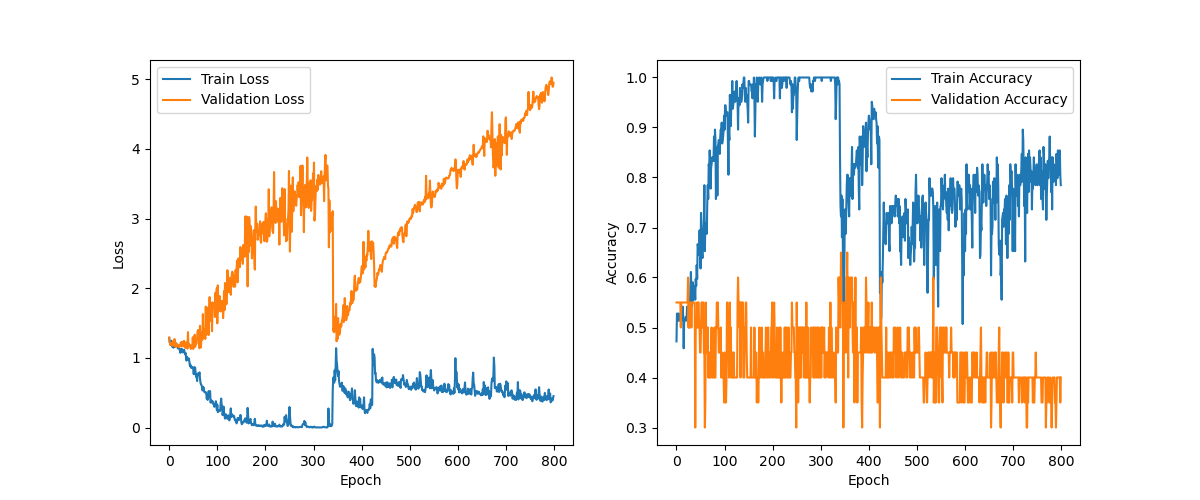 Train Loss
Validation Loss
5
4
3
2
1
0
Loss
0 100 200 300 400 500 600 700 800
Epoch
Train Accuracy
Validation Accuracy
1.0
0.9
0.8
0.7
0.6
0.5
0.4
0.3
Accuracy
0 100 200 300 400 500 600 700 800
Epoch